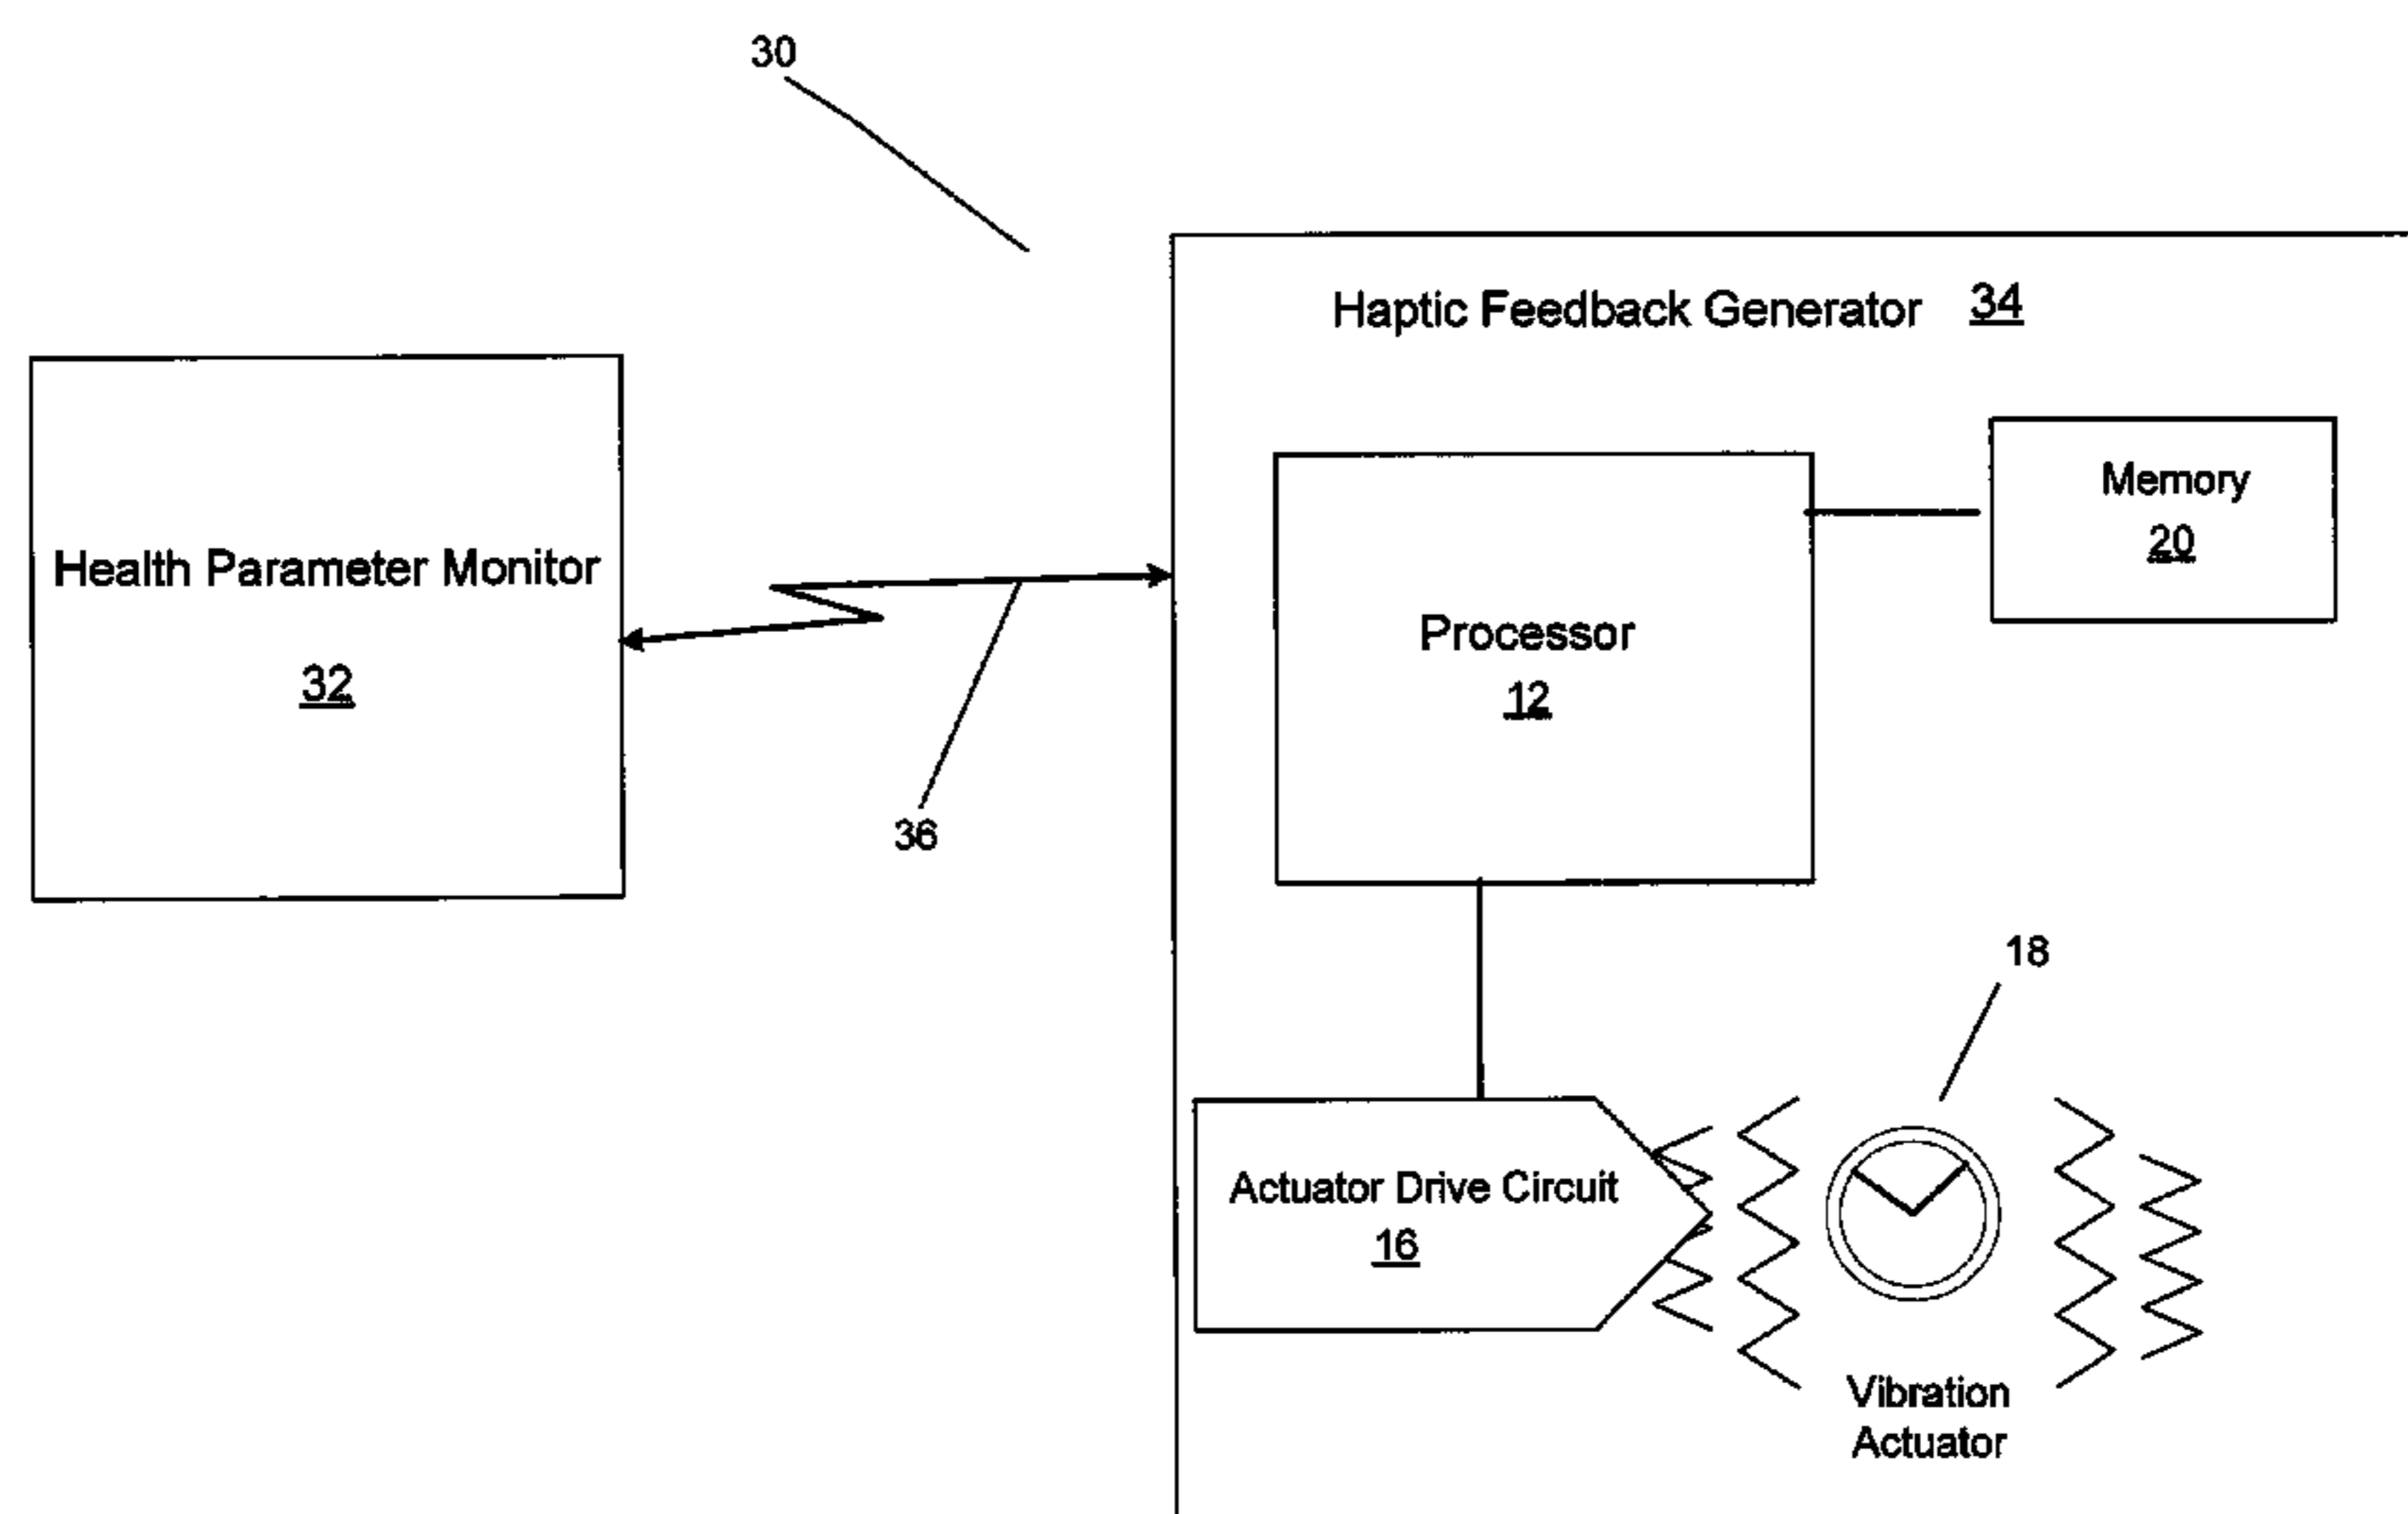 30
Haptic Feedback Generator 34
Memory
20
Health Parameter Monitor
32
Processor
12
36
18
Actuator Drive Circuit
16
Vibration
Actuator